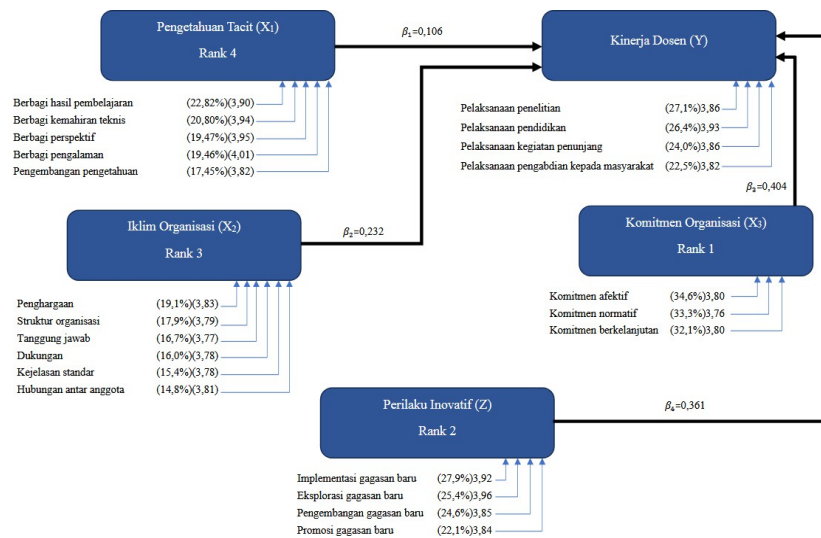 Pengetahuan Tacit (X₁)
Rank 4
β₁=0,106
Kinerja Dosen (Y)
Berbagi hasil pembelajaran (22,82%)(3,90)
Berbagi kemahiran teknis (20,80%)(3,94)
Berbagi perspektif (19,47%)(3,95)
Berbagi pengalaman (19,46%)(4,01)
Pengembangan pengetahuan (17,45%)(3,82)
Pelaksanaan penelitian (27,1%)3,86
Pelaksanaan pendidikan (26,4%)3,93
Pelaksanaan kegiatan penunjang (24,0%)3,86
Pelaksanaan pengabdian kepada masyarakat (22,5%)3,82
β₃=0,404
Iklim Organisasi (X₂)
Rank 3
β₂=0,232
Komitmen Organisasi (X₃)
Rank 1
Penghargaan (19,1%)(3,83)
Struktur organisasi (17,9%)(3,79)
Tanggung jawab (16,7%)(3,77)
Dukungan (16,0%)(3,78)
Kejelasan standar (15,4%)(3,78)
Hubungan antar anggota (14,8%)(3,81)
Komitmen afektif (34,6%)3,80
Komitmen normatif (33,3%)3,76
Komitmen berkelanjutan (32,1%)3,80
Perilaku Inovatif (Z)
Rank 2
β₄=0,361
Implementasi gagasan baru (27,9%)3,92
Eksplorasi gagasan baru (25,4%)3,96
Pengembangan gagasan baru (24,6%)3,85
Promosi gagasan baru (22,1%)3,84